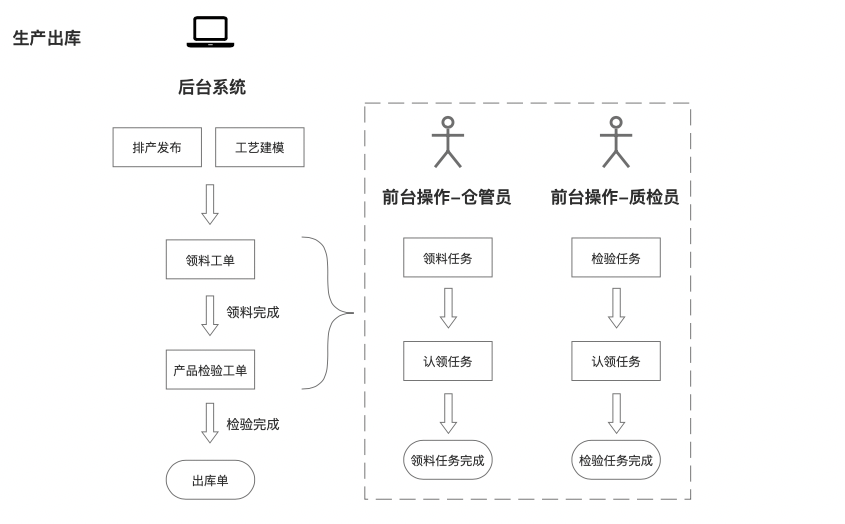 生产出库
后台系统
排产发布
工艺建模
领料工单
领料完成
产品检验工单
检验完成
出库单
前台操作–仓管员
领料任务
认领任务
领料任务完成
前台操作–质检员
检验任务
认领任务
检验任务完成